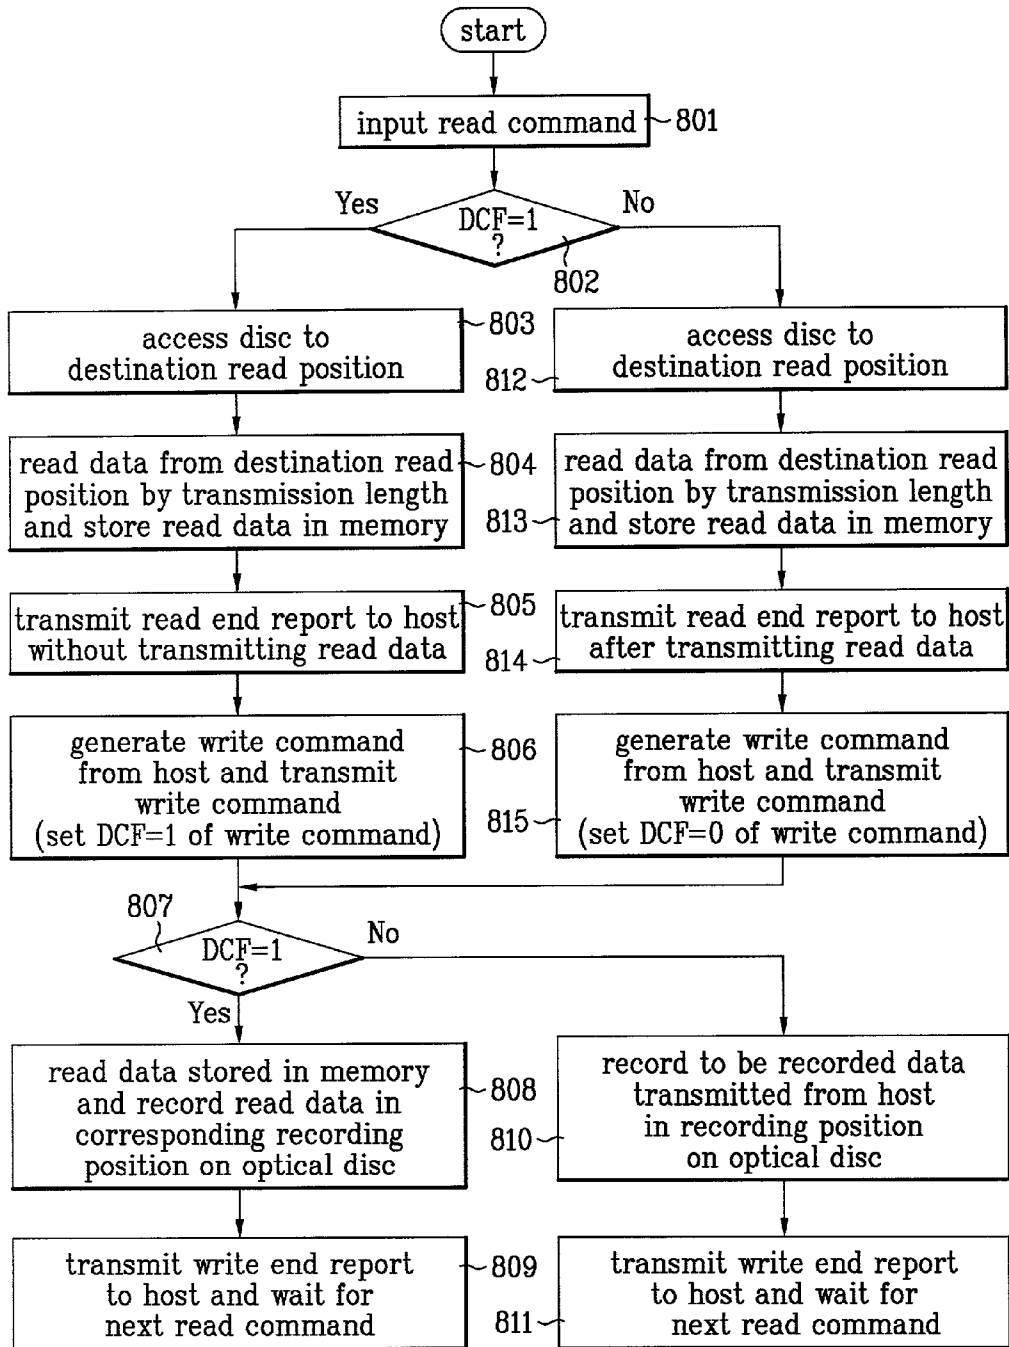 start
input read command
801
Yes
No
DCF=1
?
802
access disc to
destination read position
803
access disc to
destination read position
812
read data from destination read
position by transmission length
and store read data in memory
804
read data from destination read
position by transmission length
and store read data in memory
813
transmit read end report to host
without transmitting read data
805
transmit read end report to host
after transmitting read data
814
generate write command
from host and transmit
write command
(set DCF=1 of write command)
806
generate write command
from host and transmit
write command
(set DCF=0 of write command)
815
807
DCF=1
?
No
Yes
read data stored in memory
and record read data in
corresponding recording
position on optical disc
808
record to be recorded data
transmitted from host
in recording position
on optical disc
810
transmit write end report
to host and wait for
next read command
809
transmit write end report
to host and wait for
next read command
811